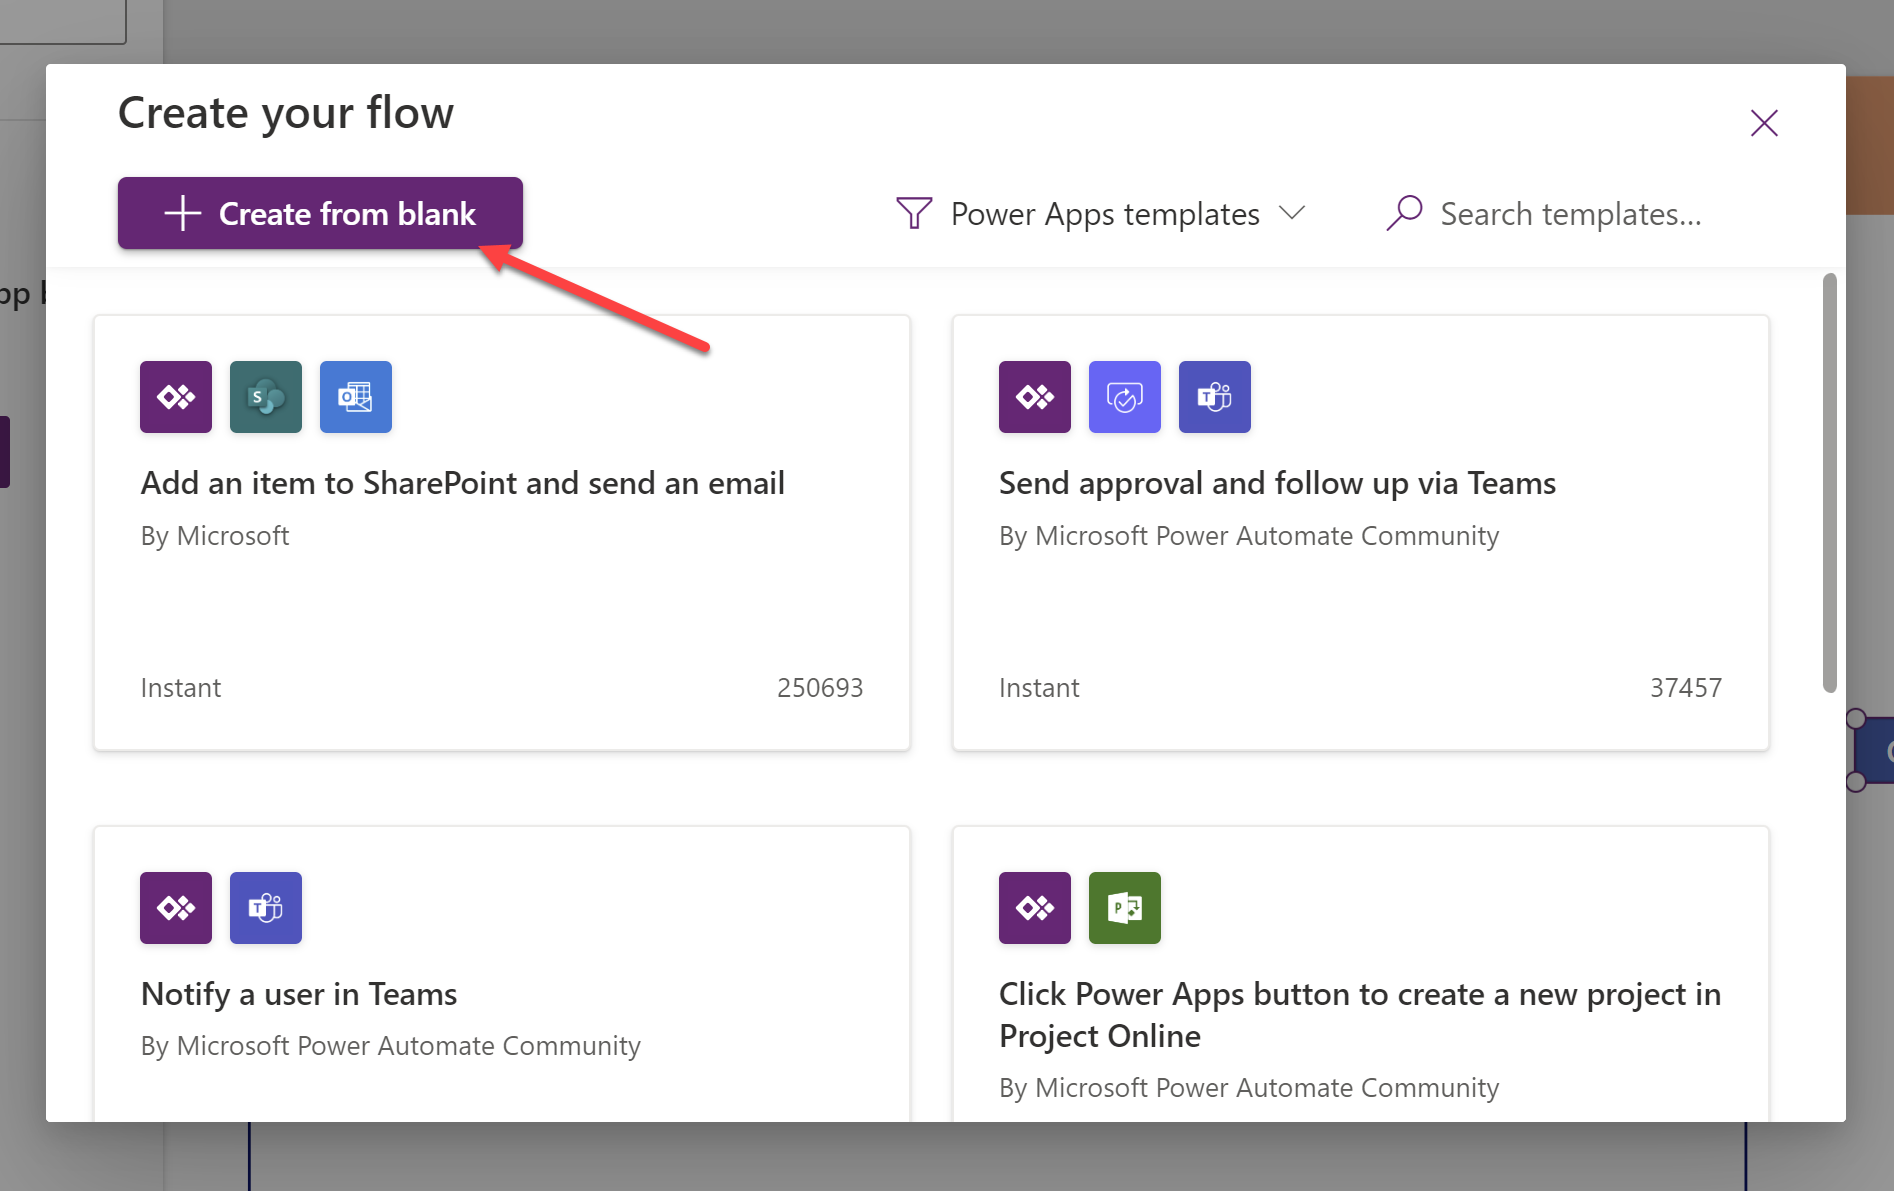 Create your flow
Create from blank
Power Apps templates
Search templates...
Add an item to SharePoint and send an email
By Microsoft
Instant
250693
Send approval and follow up via Teams
By Microsoft Power Automate Community
Instant
37457
Notify a user in Teams
By Microsoft Power Automate Community
Click Power Apps button to create a new project in
Project Online
By Microsoft Power Automate Community